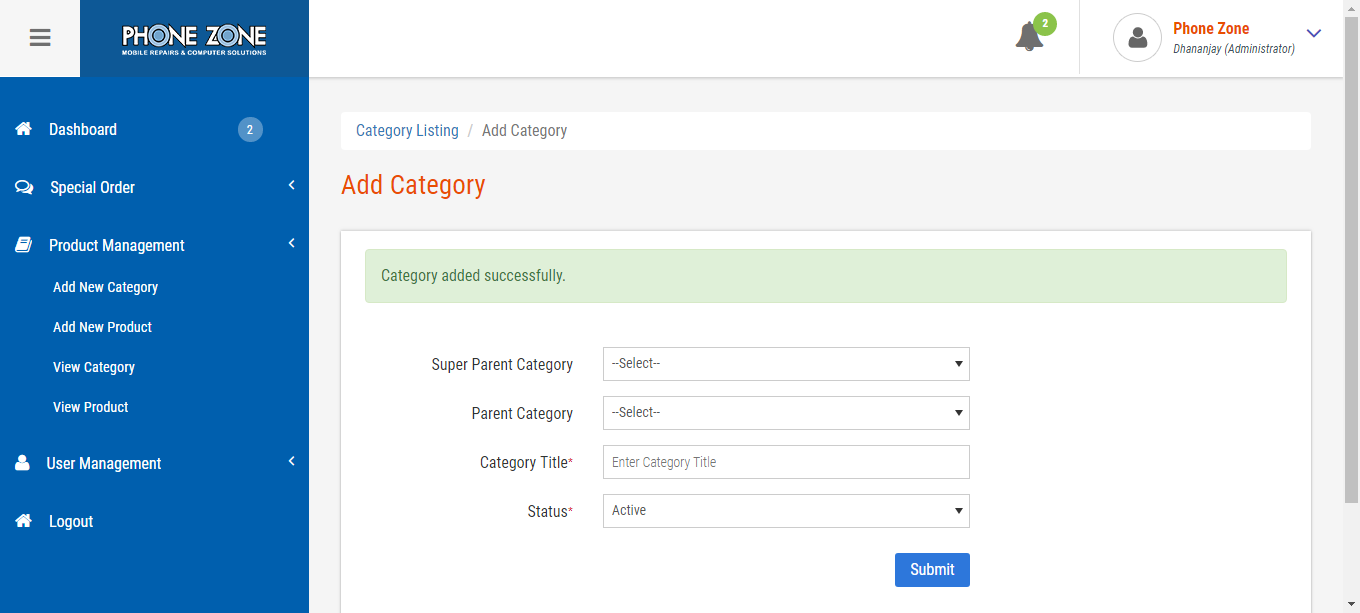 PHONE ZONE
MOBILE REPAIRS & COMPUTER SOLUTIONS
2
Phone Zone
Dhananjay (Administrator)
Dashboard 2
Special Order
Product Management
Add New Category
Add New Product
View Category
View Product
User Management
Logout
Category Listing / Add Category
Add Category
Category added successfully.
Super Parent Category --Select--
Parent Category --Select--
Category Title* Enter Category Title
Status* Active
Submit